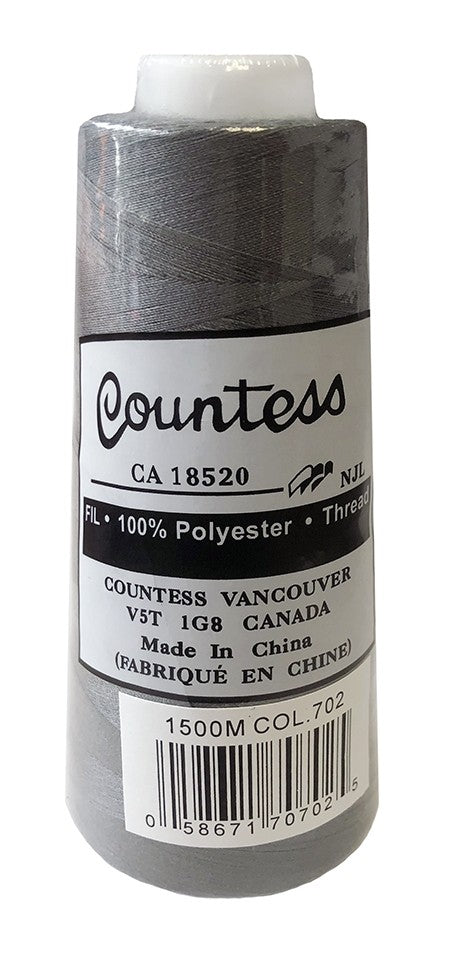 Countess
CA 18520 NJL
FIL • 100% Polyester • Thread
COUNTESS VANCOUVER
V5T 1G8 CANADA
Made In China
(FABRIQUÉ EN CHINE)
1500M COL.702
0 58671 70702 5